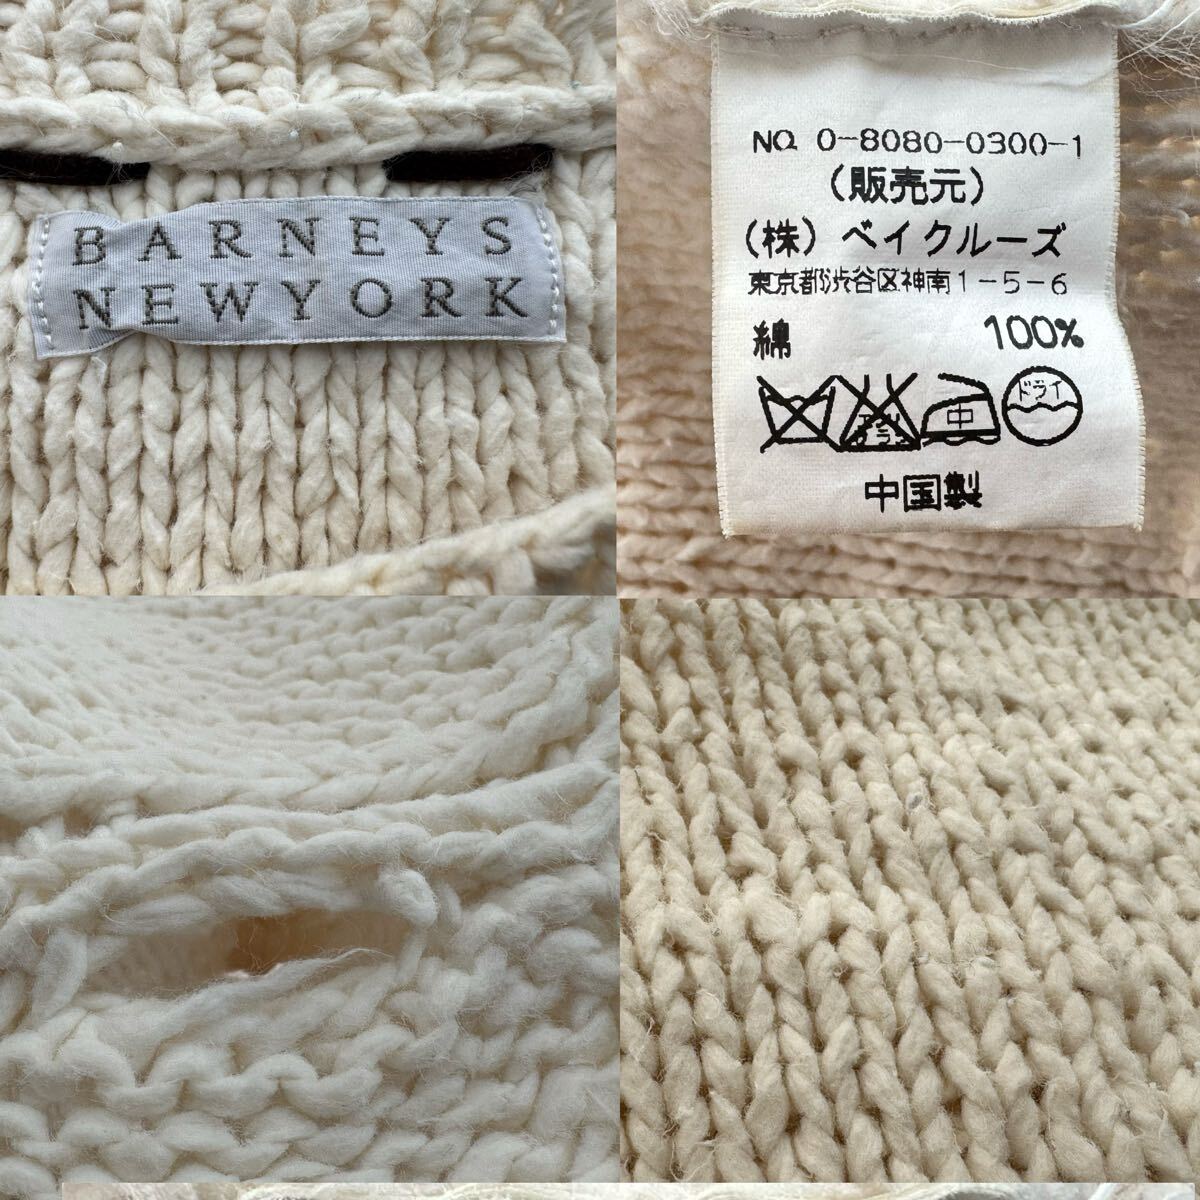 BARNEYS
NEWYORK
NO. 0-8080-0300-1
(販売元)
(株) ベイクルーズ
東京都渋谷区神南1-5-6
綿 100%
中 ドライ
中国製